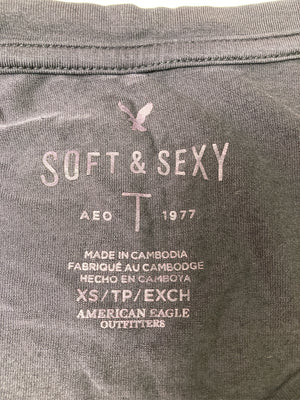 SOFT & SEXY
AEO T 1977
MADE IN CAMBODIA
FABRIQUÉ AU CAMBODGE
HECHO EN CAMBOYA
XS/TP/EXCH
AMERICAN EAGLE
OUTFITTERS